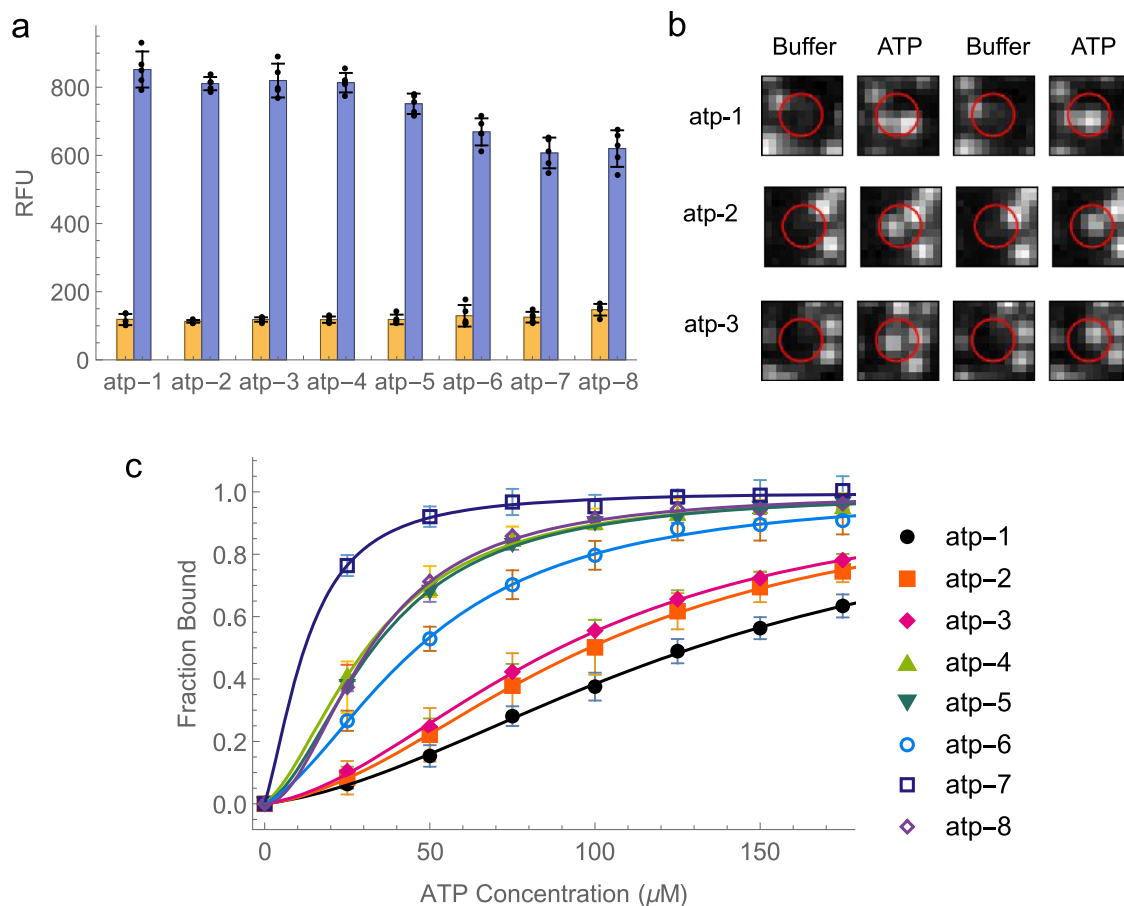 a
RFU
800
600
400
200
0
atp−1 atp−2 atp−3 atp−4 atp−5 atp−6 atp−7 atp−8
b
Buffer ATP Buffer ATP
atp-1
atp-2
atp-3
c
Fraction Bound
1.0
0.8
0.6
0.4
0.2
0.0
0 50 100 150
ATP Concentration (μM)
atp−1
atp−2
atp−3
atp−4
atp−5
atp−6
atp−7
atp−8